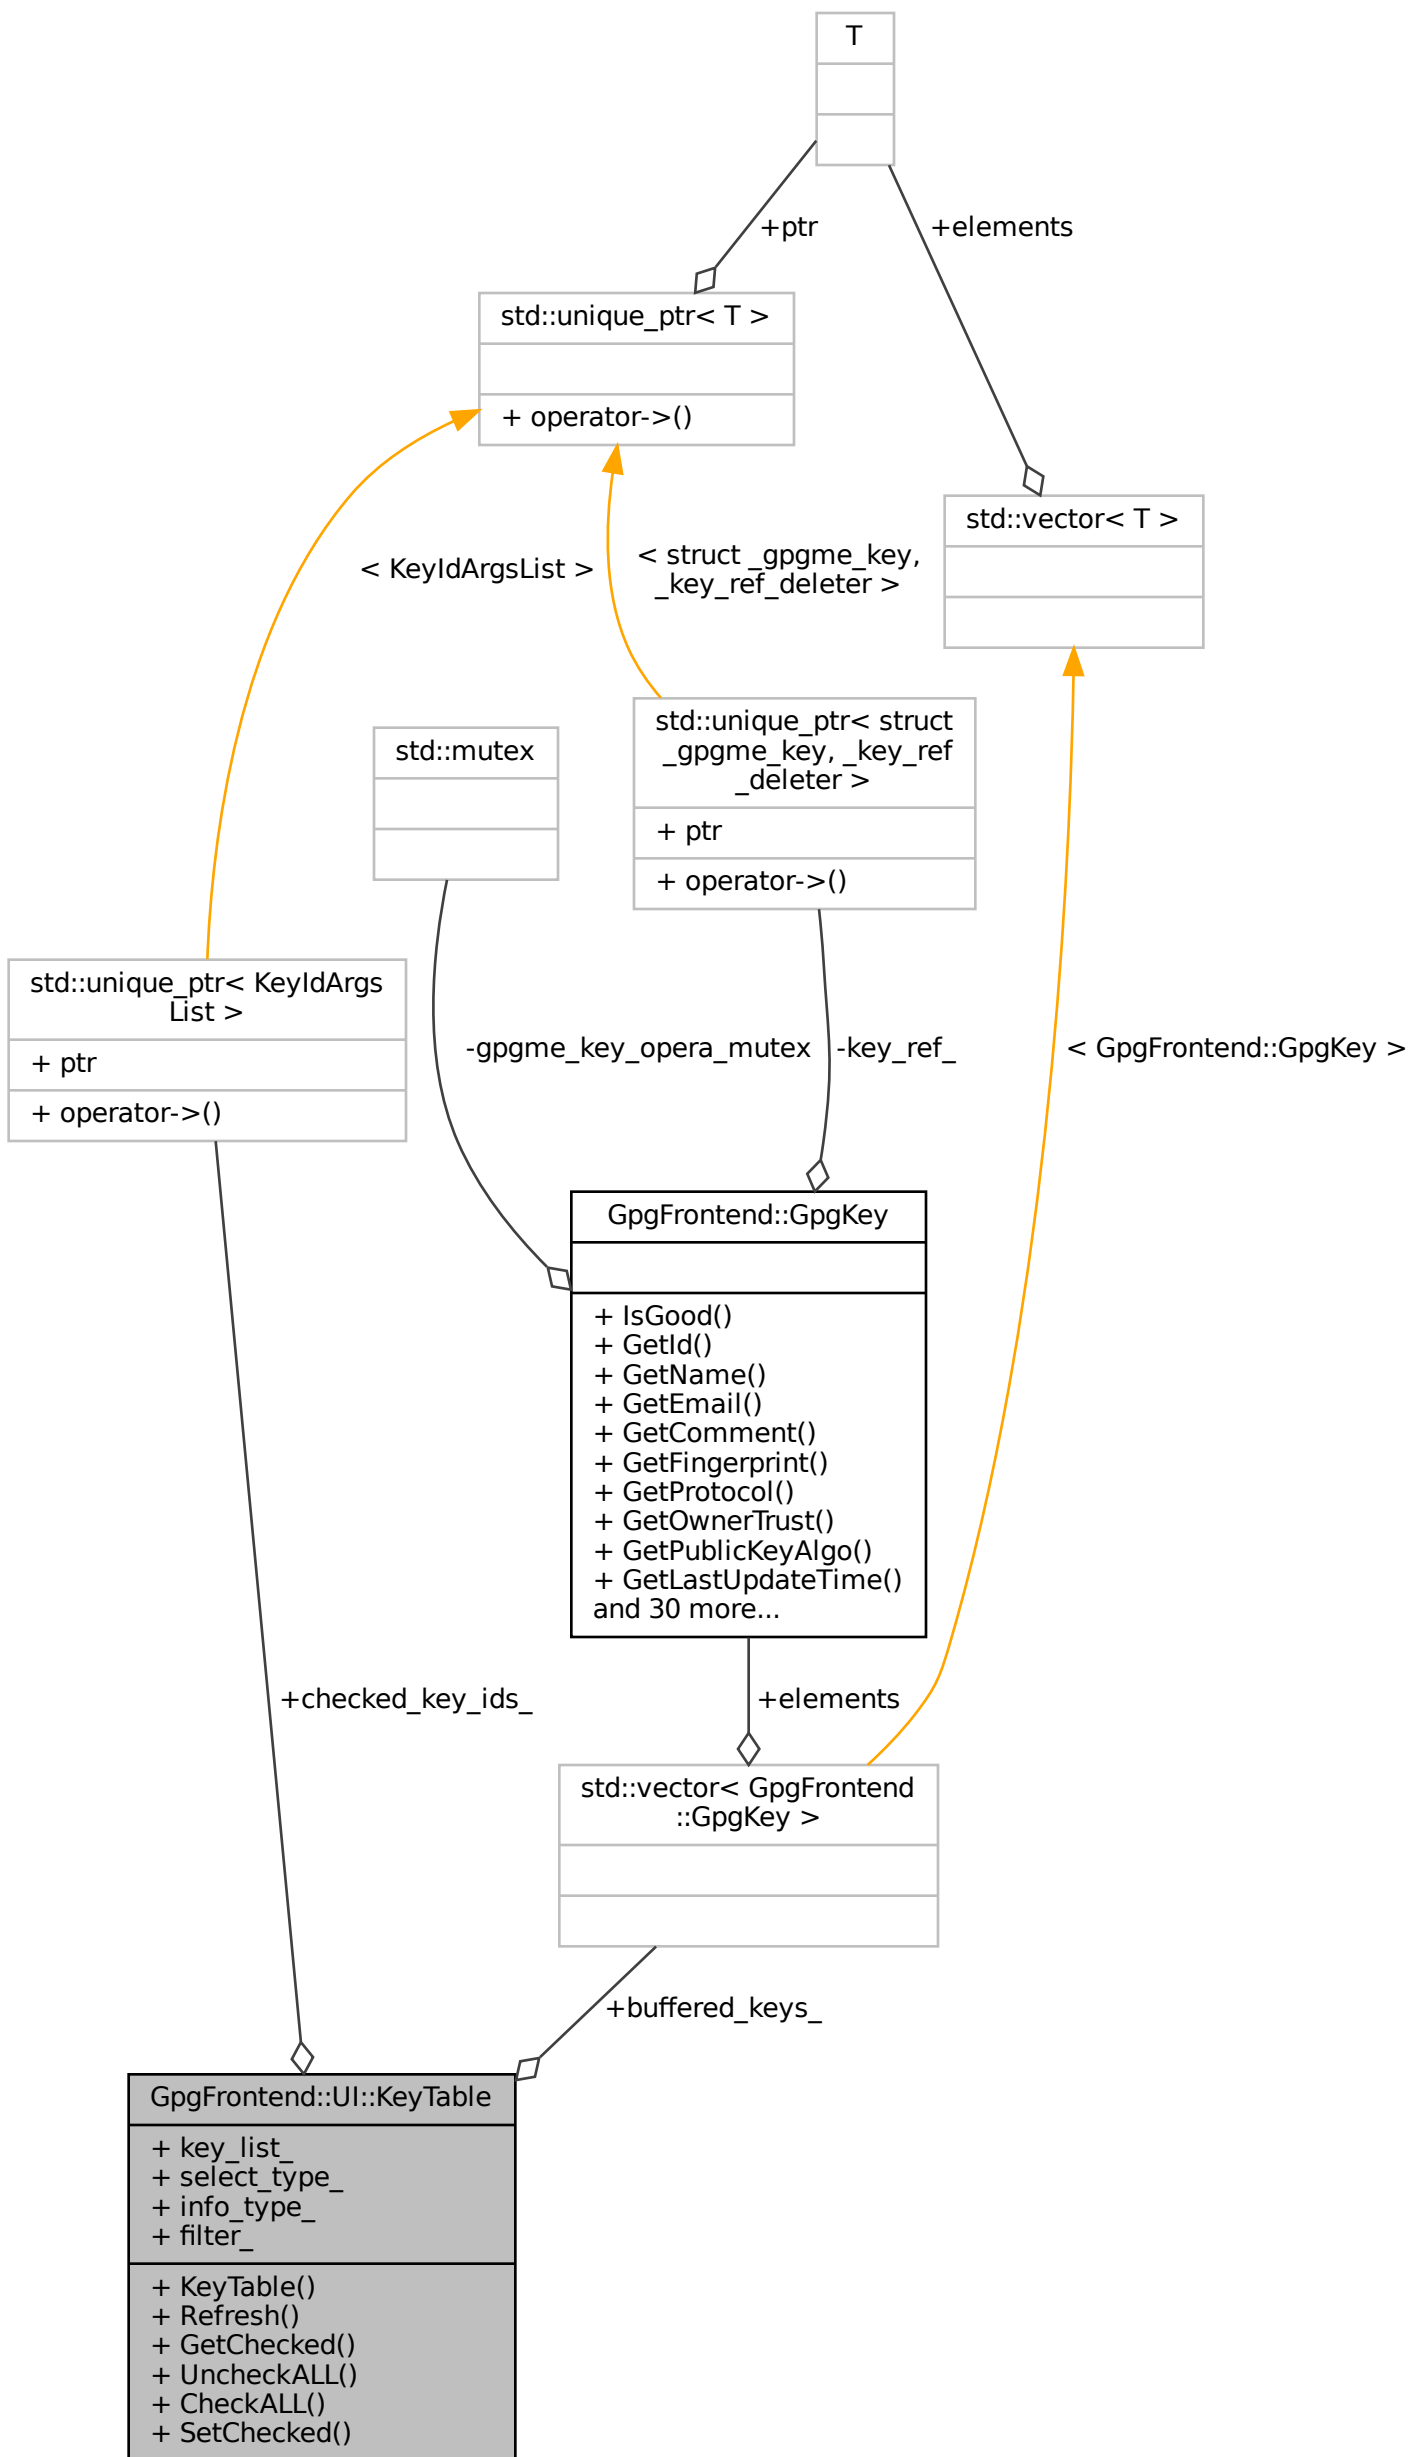 T
+ptr
+elements
std::unique_ptr< T >
+ operator->()
std::vector< T >
< KeyIdArgsList >
< struct _gpgme_key,
_key_ref_deleter >
std::mutex
std::unique_ptr< struct
_gpgme_key, _key_ref
_deleter >
+ ptr
+ operator->()
std::unique_ptr< KeyIdArgs
List >
+ ptr
+ operator->()
-gpgme_key_opera_mutex
-key_ref_
< GpgFrontend::GpgKey >
GpgFrontend::GpgKey
+ IsGood()
+ GetId()
+ GetName()
+ GetEmail()
+ GetComment()
+ GetFingerprint()
+ GetProtocol()
+ GetOwnerTrust()
+ GetPublicKeyAlgo()
+ GetLastUpdateTime()
and 30 more...
+checked_key_ids_
+elements
std::vector< GpgFrontend
::GpgKey >
+buffered_keys_
GpgFrontend::UI::KeyTable
+ key_list_
+ select_type_
+ info_type_
+ filter_
+ KeyTable()
+ Refresh()
+ GetChecked()
+ UncheckALL()
+ CheckALL()
+ SetChecked()